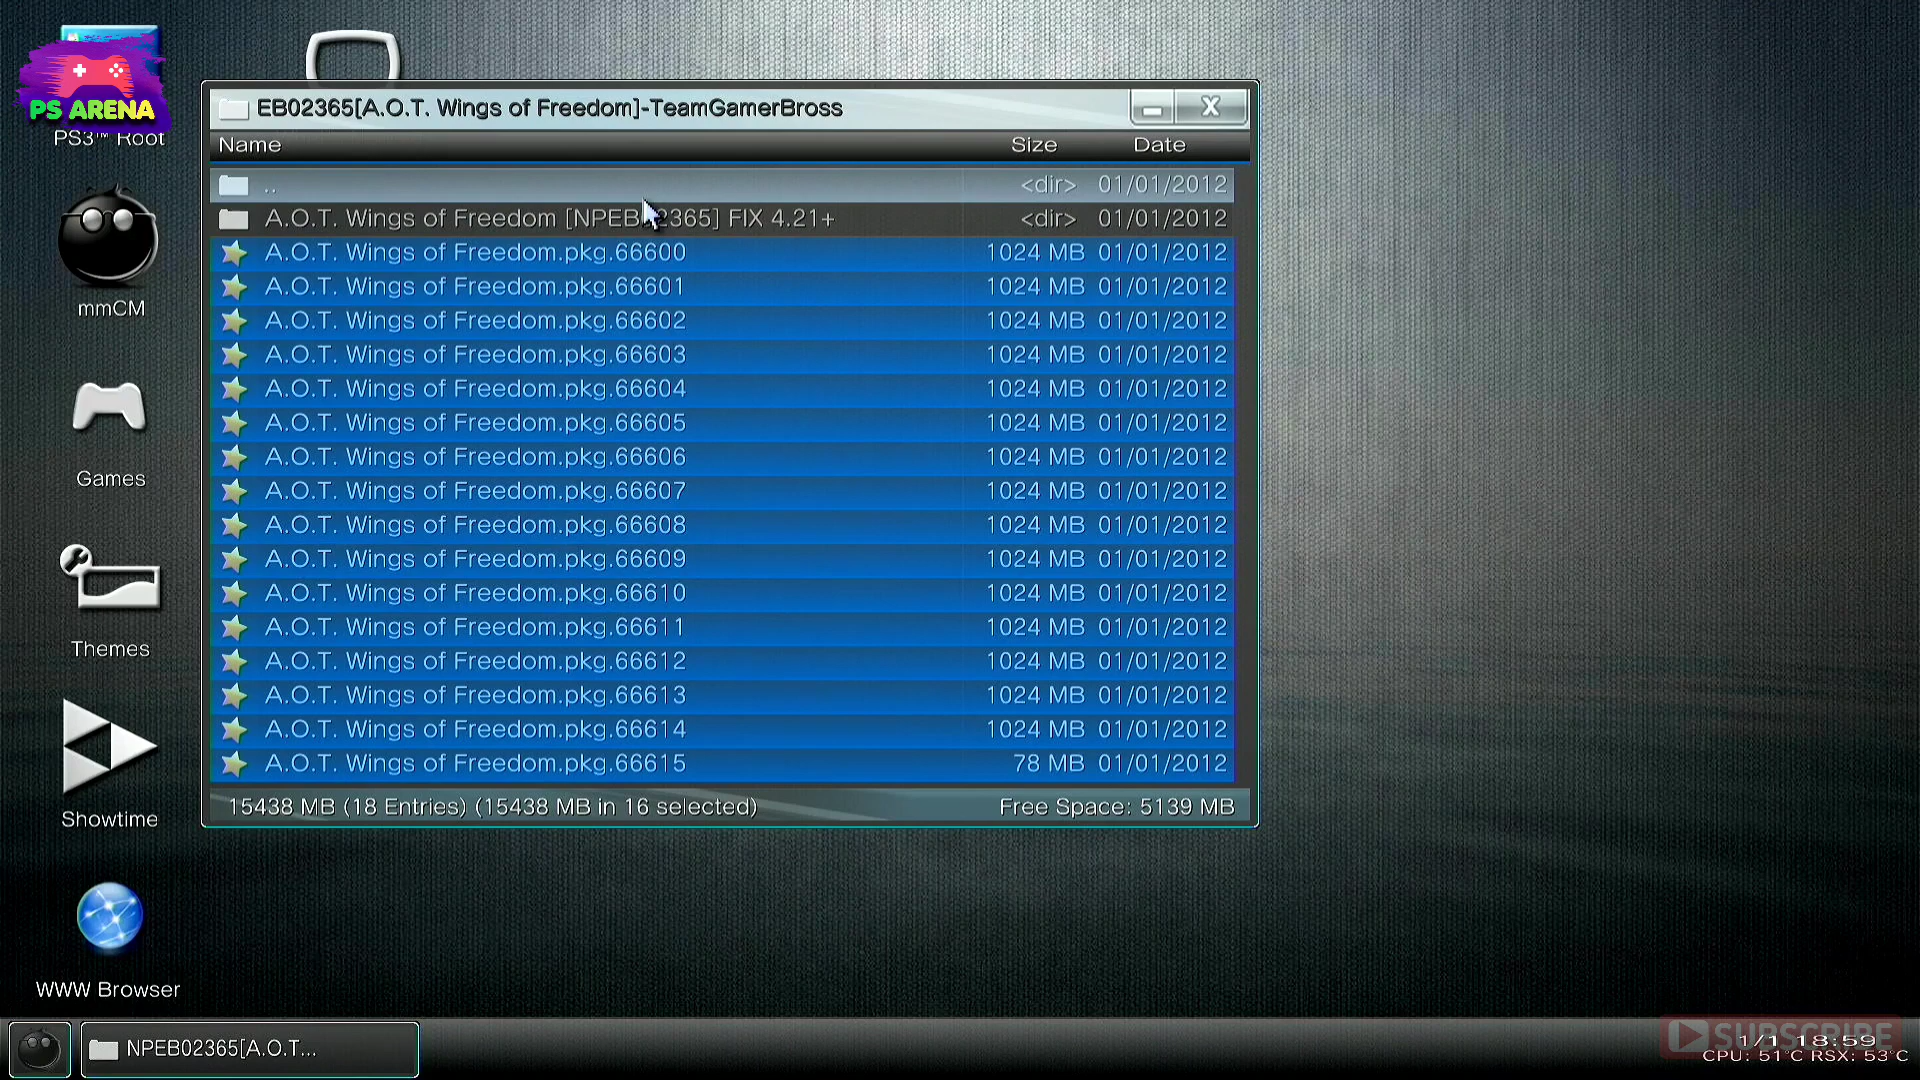 PS ARENA
PS3™ Root
mmCM
Games
Themes
Showtime
WWW Browser
EB02365[A.O.T. Wings of Freedom]-TeamGamerBross
X
Name Size Date
.. <dir> 01/01/2012
A.O.T. Wings of Freedom [NPEB02365] FIX 4.21+ <dir> 01/01/2012
A.O.T. Wings of Freedom.pkg.66600 1024 MB 01/01/2012
A.O.T. Wings of Freedom.pkg.66601 1024 MB 01/01/2012
A.O.T. Wings of Freedom.pkg.66602 1024 MB 01/01/2012
A.O.T. Wings of Freedom.pkg.66603 1024 MB 01/01/2012
A.O.T. Wings of Freedom.pkg.66604 1024 MB 01/01/2012
A.O.T. Wings of Freedom.pkg.66605 1024 MB 01/01/2012
A.O.T. Wings of Freedom.pkg.66606 1024 MB 01/01/2012
A.O.T. Wings of Freedom.pkg.66607 1024 MB 01/01/2012
A.O.T. Wings of Freedom.pkg.66608 1024 MB 01/01/2012
A.O.T. Wings of Freedom.pkg.66609 1024 MB 01/01/2012
A.O.T. Wings of Freedom.pkg.66610 1024 MB 01/01/2012
A.O.T. Wings of Freedom.pkg.66611 1024 MB 01/01/2012
A.O.T. Wings of Freedom.pkg.66612 1024 MB 01/01/2012
A.O.T. Wings of Freedom.pkg.66613 1024 MB 01/01/2012
A.O.T. Wings of Freedom.pkg.66614 1024 MB 01/01/2012
A.O.T. Wings of Freedom.pkg.66615 78 MB 01/01/2012
15438 MB (18 Entries) (15438 MB in 16 selected) Free Space: 5139 MB
NPEB02365[A.O.T...
SUBSCRIBE
1/1 18:59
CPU: 51°C RSX: 53°C